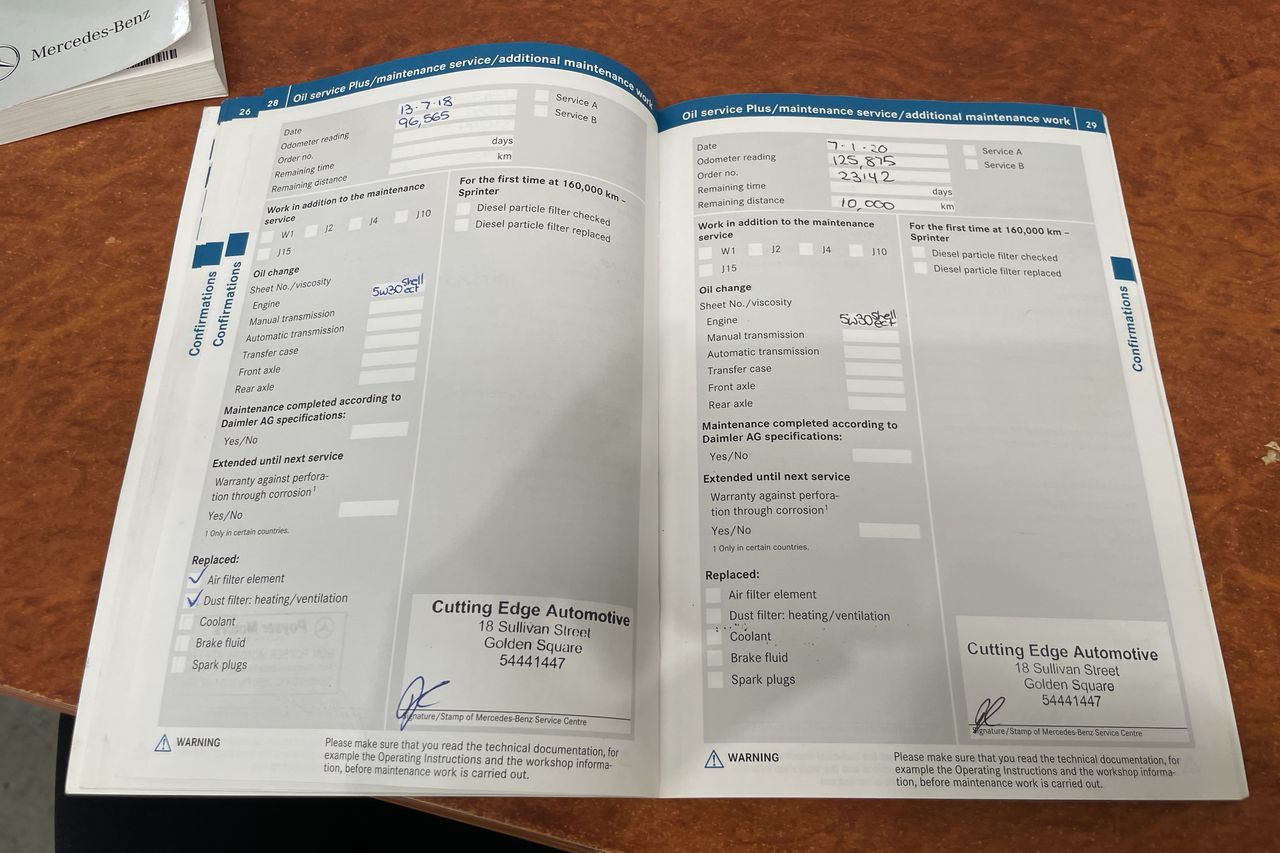 Mercedes-Benz
26
28
Oil service Plus/maintenance service/additional maintenance work
Date 13·7·18
Odometer reading 96,565
Order no.
Remaining time days
Remaining distance km
Service A
Service B
Work in addition to the maintenance service
W1 J2 J4 J10
J15
For the first time at 160,000 km –
Sprinter
Diesel particle filter checked
Diesel particle filter replaced
Oil change
Sheet No./viscosity
Engine 5w30 Shell ect
Manual transmission
Automatic transmission
Transfer case
Front axle
Rear axle
Maintenance completed according to
Daimler AG specifications:
Yes/No
Extended until next service
Warranty against perfora-
tion through corrosion¹
Yes/No
1 Only in certain countries.
Replaced:
Air filter element
Dust filter: heating/ventilation
Coolant
Brake fluid
Spark plugs
Cutting Edge Automotive
18 Sullivan Street
Golden Square
54441447
Signature/Stamp of Mercedes-Benz Service Centre
WARNING
Please make sure that you read the technical documentation, for
example the Operating Instructions and the workshop informa-
tion, before maintenance work is carried out.
Confirmations
Confirmations
Oil service Plus/maintenance service/additional maintenance work
29
Date 7·1·20
Odometer reading 125,875
Order no. 23142
Remaining time days
Remaining distance 10,000 km
Service A
Service B
Work in addition to the maintenance
service
W1 J2 J4 J10
J15
For the first time at 160,000 km –
Sprinter
Diesel particle filter checked
Diesel particle filter replaced
Oil change
Sheet No./viscosity
Engine 5w30 Shell ect
Manual transmission
Automatic transmission
Transfer case
Front axle
Rear axle
Maintenance completed according to
Daimler AG specifications:
Yes/No
Extended until next service
Warranty against perfora-
tion through corrosion¹
Yes/No
1 Only in certain countries.
Replaced:
Air filter element
Dust filter: heating/ventilation
Coolant
Brake fluid
Spark plugs
Cutting Edge Automotive
18 Sullivan Street
Golden Square
54441447
Signature/Stamp of Mercedes-Benz Service Centre
WARNING
Please make sure that you read the technical documentation, for
example the Operating Instructions and the workshop informa-
tion, before maintenance work is carried out.
Confirmations